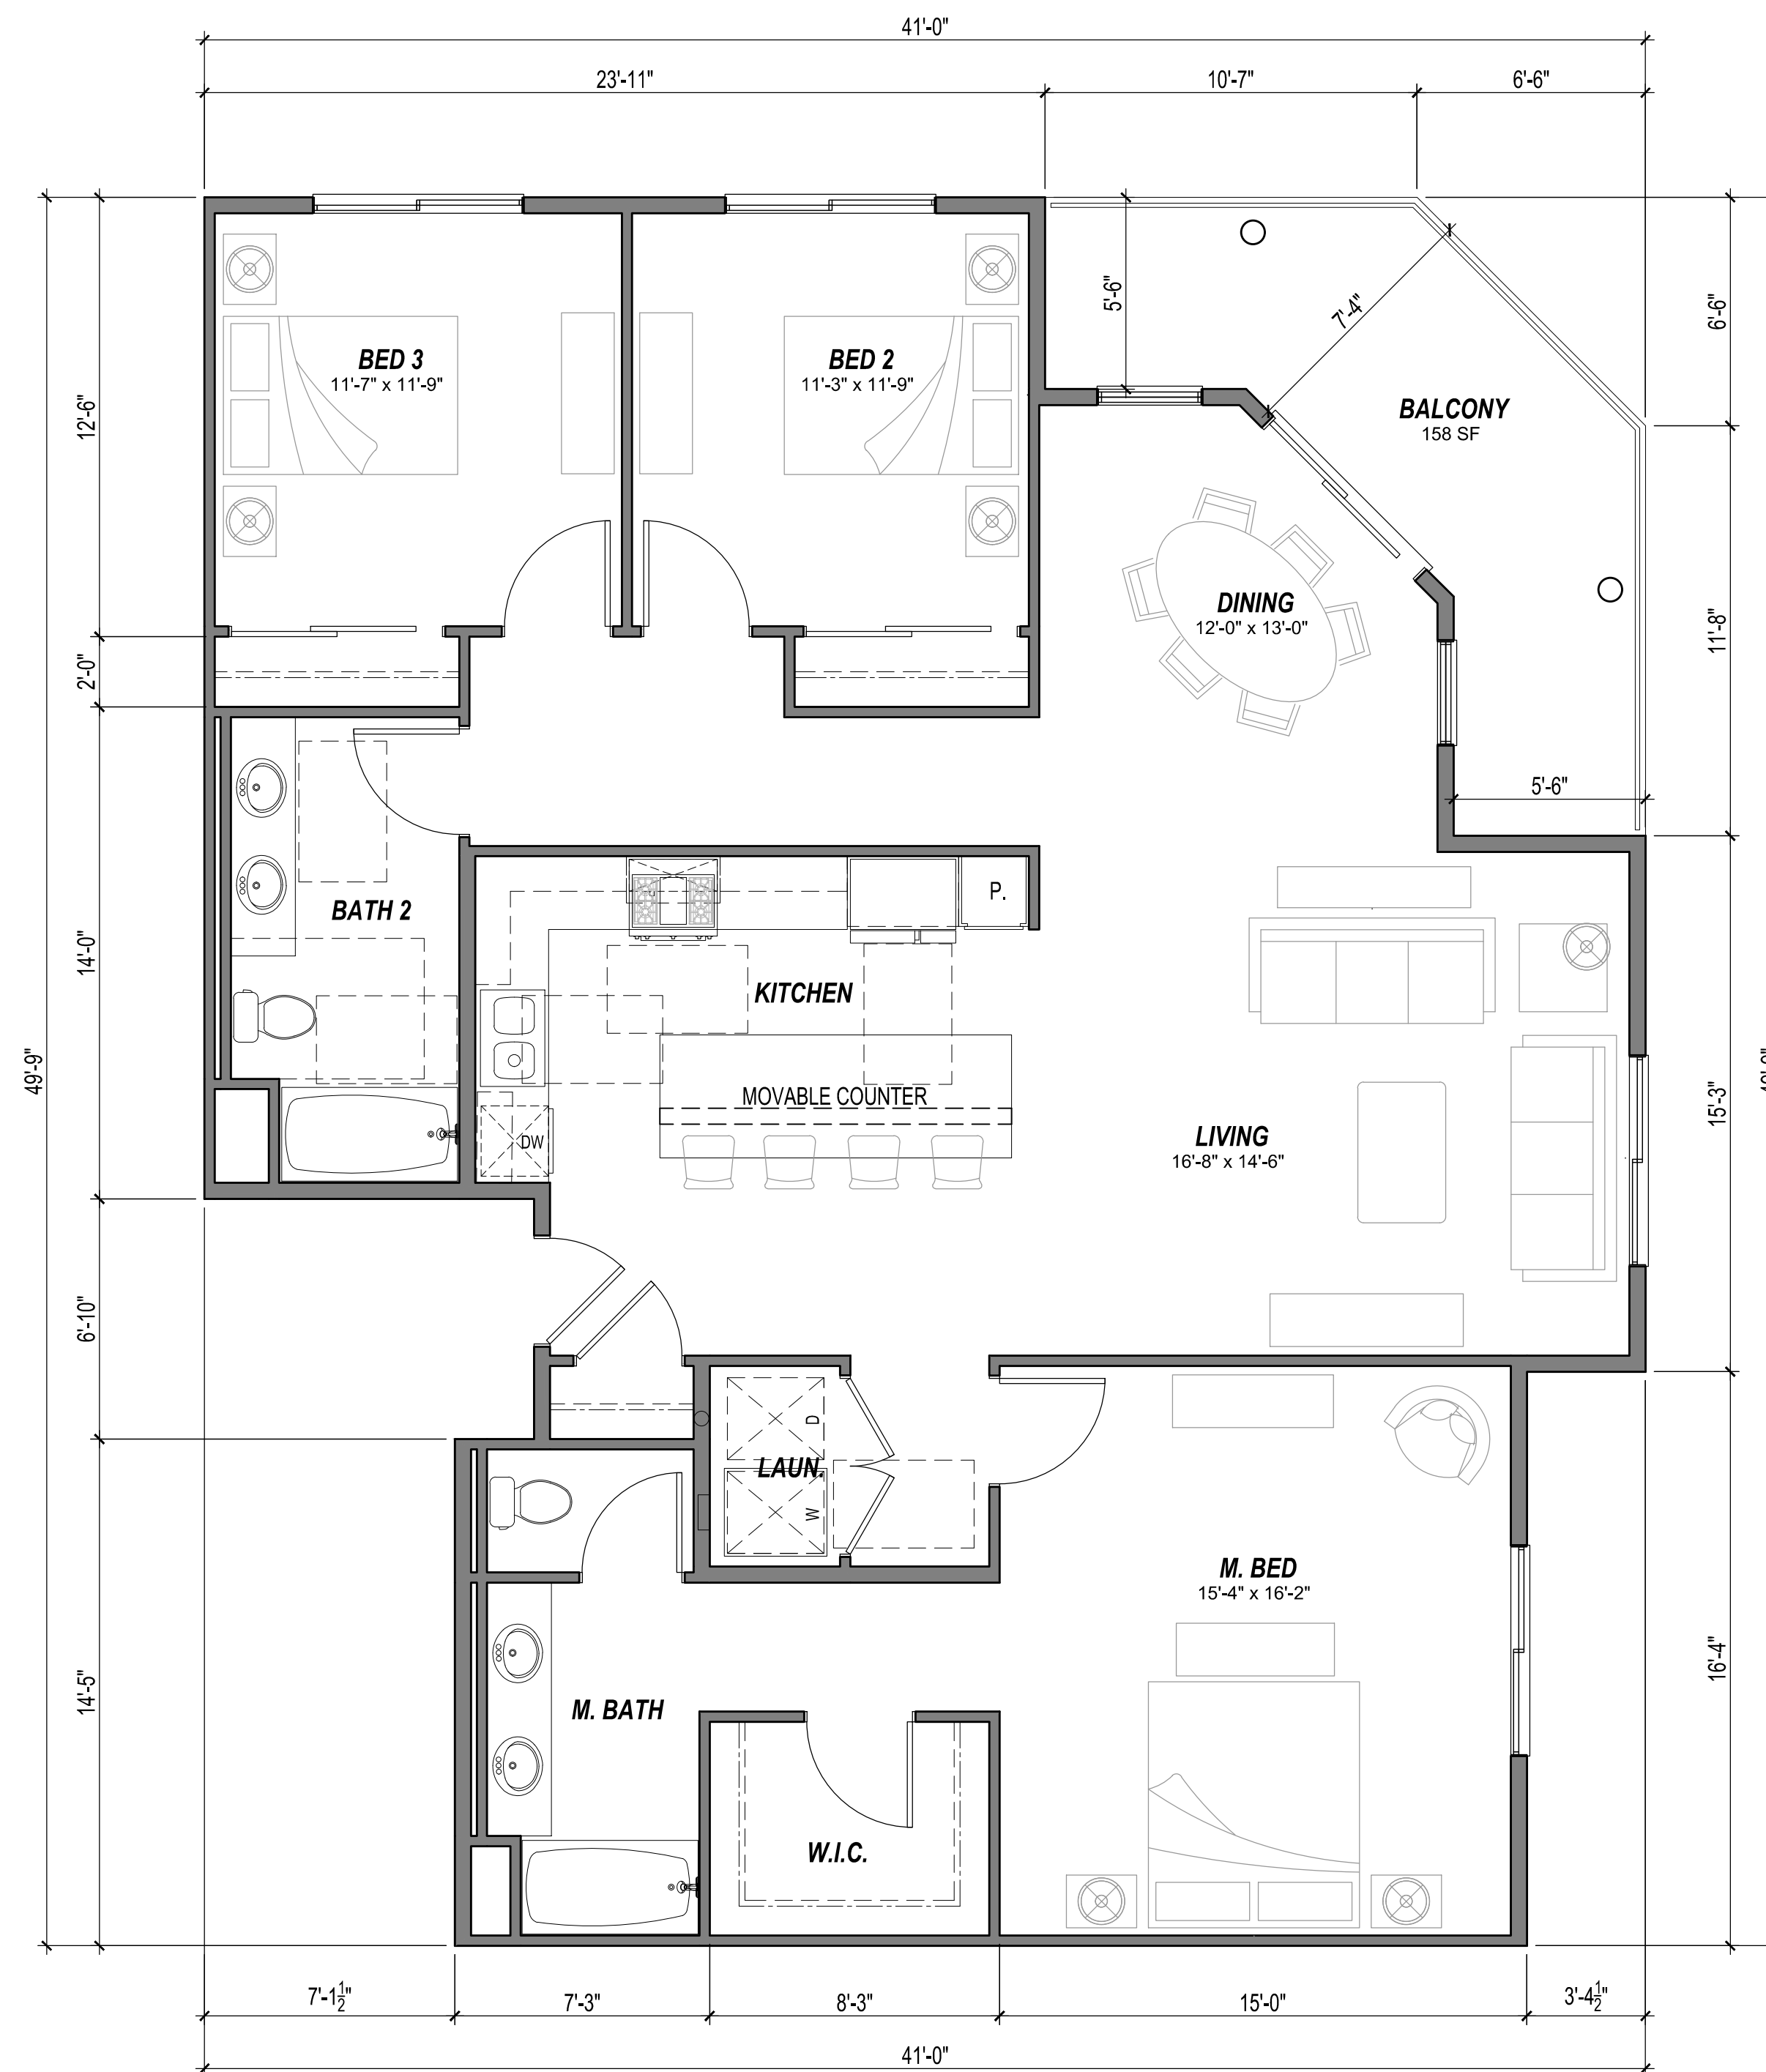 41'-0"
23'-11"
10'-7"
6'-6"
12'-6"
2'-0"
14'-0"
49'-9"
6'-10"
14'-5"
5'-6"
7'-4"
6'-6"
11'-8"
5'-6"
15'-3"
16'-4"
BED 3
11'-7" x 11'-9"
BED 2
11'-3" x 11'-9"
BALCONY
158 SF
DINING
12'-0" x 13'-0"
BATH 2
P.
KITCHEN
MOVABLE COUNTER
DW
LIVING
16'-8" x 14'-6"
D
LAUN.
W
M. BED
15'-4" x 16'-2"
M. BATH
W.I.C.
7'-1½"
7'-3"
8'-3"
15'-0"
3'-4½"
41'-0"